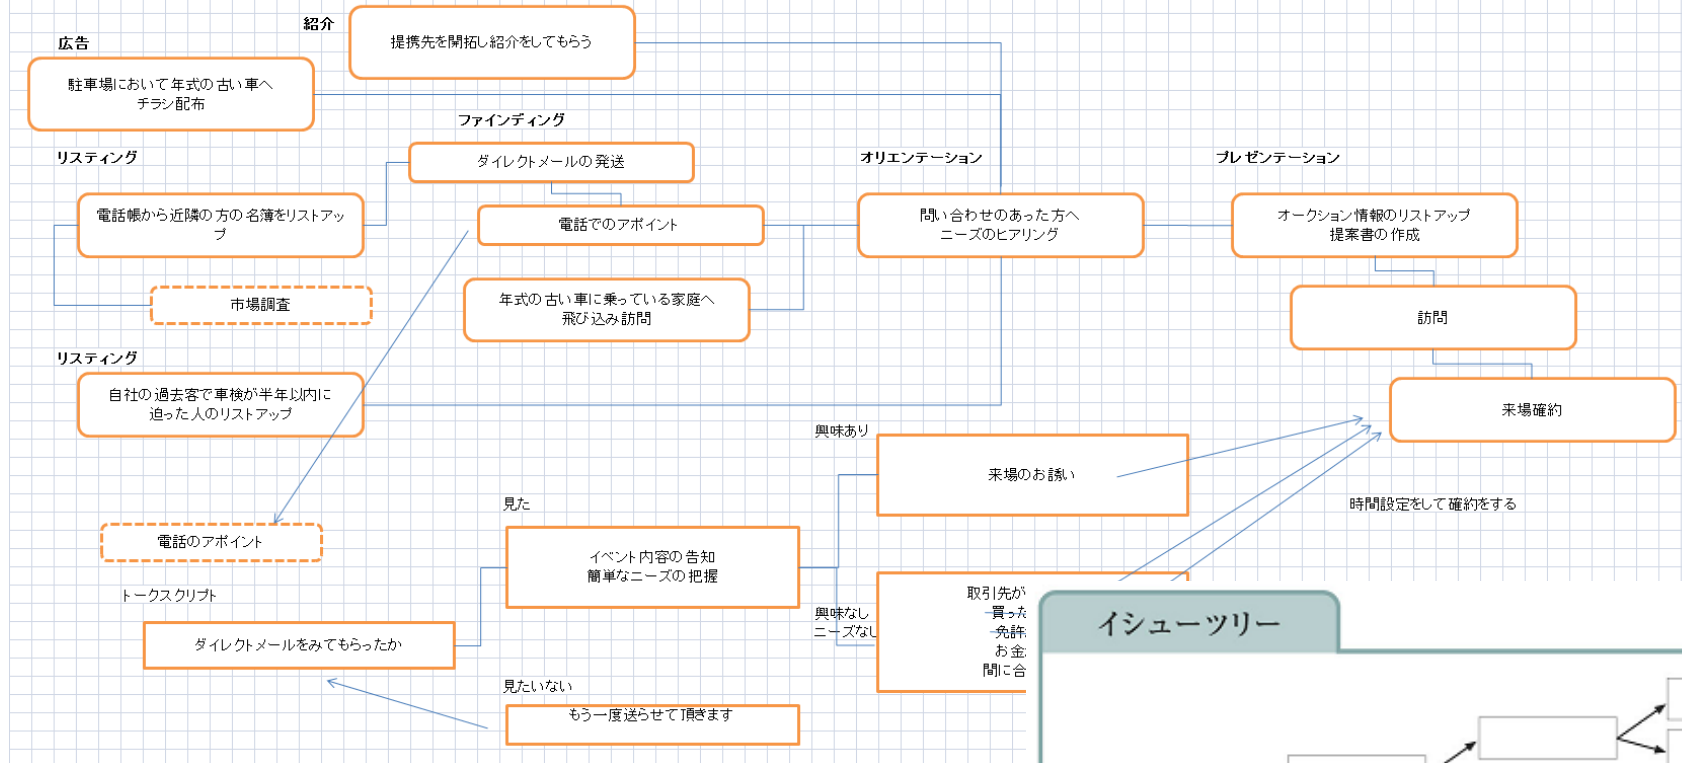 紹介
提携先を開拓し紹介をしてもらう
広告
駐車場において年式の古い車へ
チラシ配布
ファインディング
リスティング
ダイレクトメールの発送
オリエンテーション
プレゼンテーション
電話帳から近隣の方の名簿をリストアッ
プ
電話でのアポイント
問い合わせのあった方へ
ニーズのヒアリング
オークション情報のリストアップ
提案書の作成
市場調査
年式の古い車に乗っている家庭へ
飛び込み訪問
訪問
リスティング
自社の過去客で車検が半年以内に
迫った人のリストアップ
来場確約
興味あり
来場のお誘い
時間設定をして確約をする
見た
電話のアポイント
イベント内容の告知
簡単なニーズの把握
トークスクリプト
興味なし
ニーズなし
取引先が
買った
免許
お金
間に合
ダイレクトメールをみてもらったか
見たいない
もう一度送らせて頂きます
イシューツリー